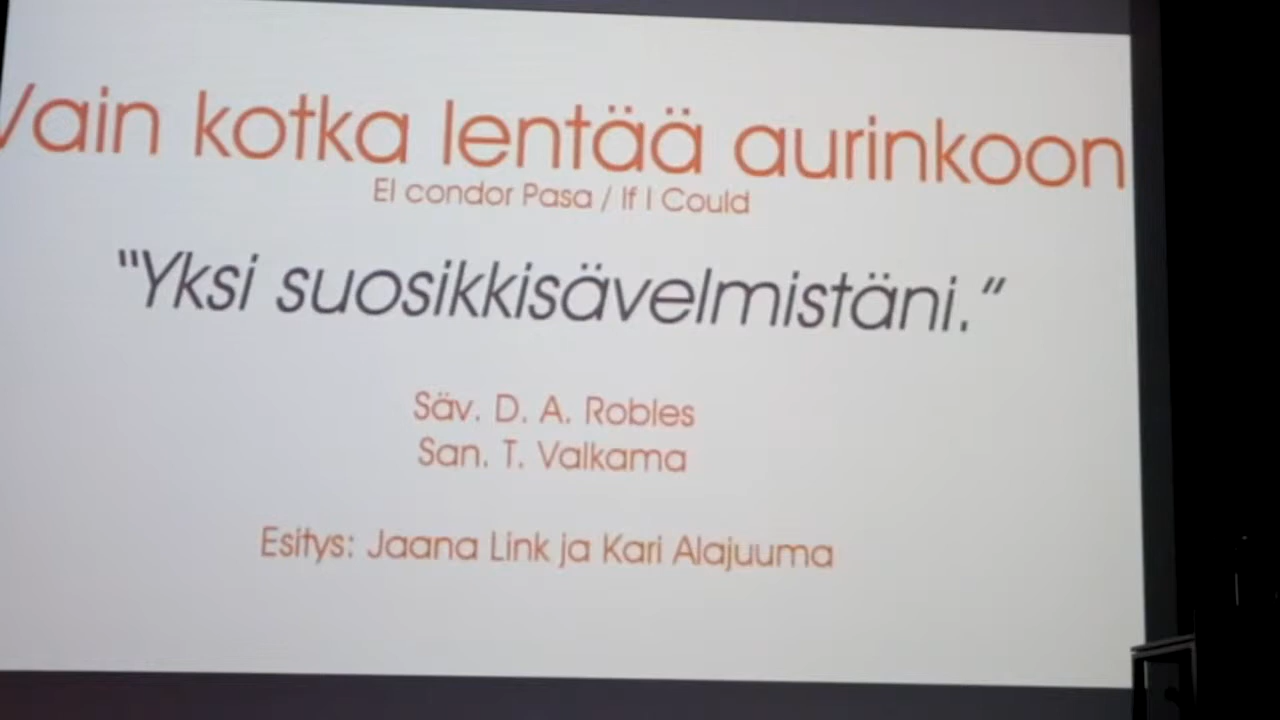 Vain kotka lentää aurinkoon
El condor Pasa / If I Could
“Yksi suosikkisävelmistäni.”
Säv. D. A. Robles
San. T. Valkama
Esitys: Jaana Link ja Kari Alajuuma